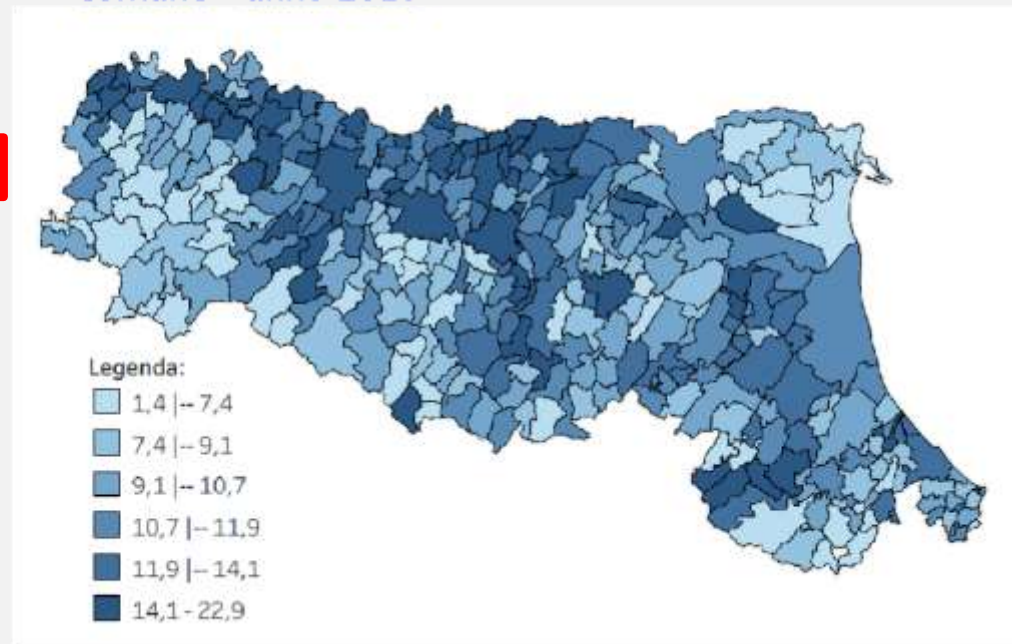 Legenda:
1,4 |-- 7,4
7,4 |-- 9,1
9,1 |-- 10,7
10,7 |-- 11,9
11,9 |-- 14,1
14,1 - 22,9